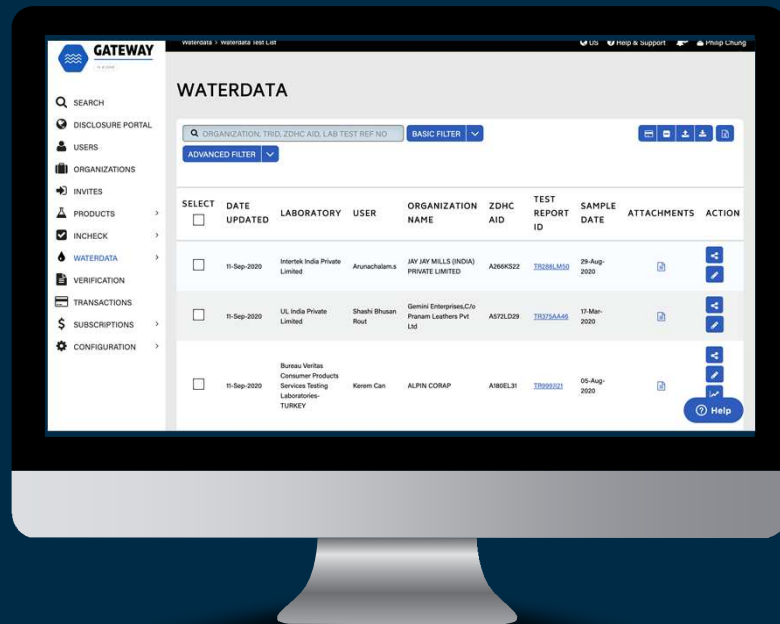 GATEWAY
Waterdata > Waterdata Test List
US Help & Support Philip Chung
SEARCH
DISCLOSURE PORTAL
USERS
ORGANIZATIONS
INVITES
PRODUCTS >
INCHECK >
WATERDATA >
VERIFICATION
TRANSACTIONS
SUBSCRIPTIONS >
CONFIGURATION >
WATERDATA
ORGANIZATION, TRID, ZDHC AID, LAB TEST REF NO
BASIC FILTER
ADVANCED FILTER
SELECT DATE UPDATED LABORATORY USER ORGANIZATION NAME ZDHC AID TEST REPORT ID SAMPLE DATE ATTACHMENTS ACTION
11-Sep-2020 Intertek India Private Limited Arunachalam.s JAY JAY MILLS (INDIA) PRIVATE LIMITED A266KS22 TR288LM50 29-Aug-2020
11-Sep-2020 UL India Private Limited Shashi Bhusan Rout Gemini Enterprises,C/o Pranam Leathers Pvt Ltd A572LD29 TR375AA46 17-Mar-2020
11-Sep-2020 Bureau Veritas Consumer Products Services Testing Laboratories-TURKEY Kerem Can ALPIN CORAP A180EL31 TR999JI21 05-Aug-2020
Help